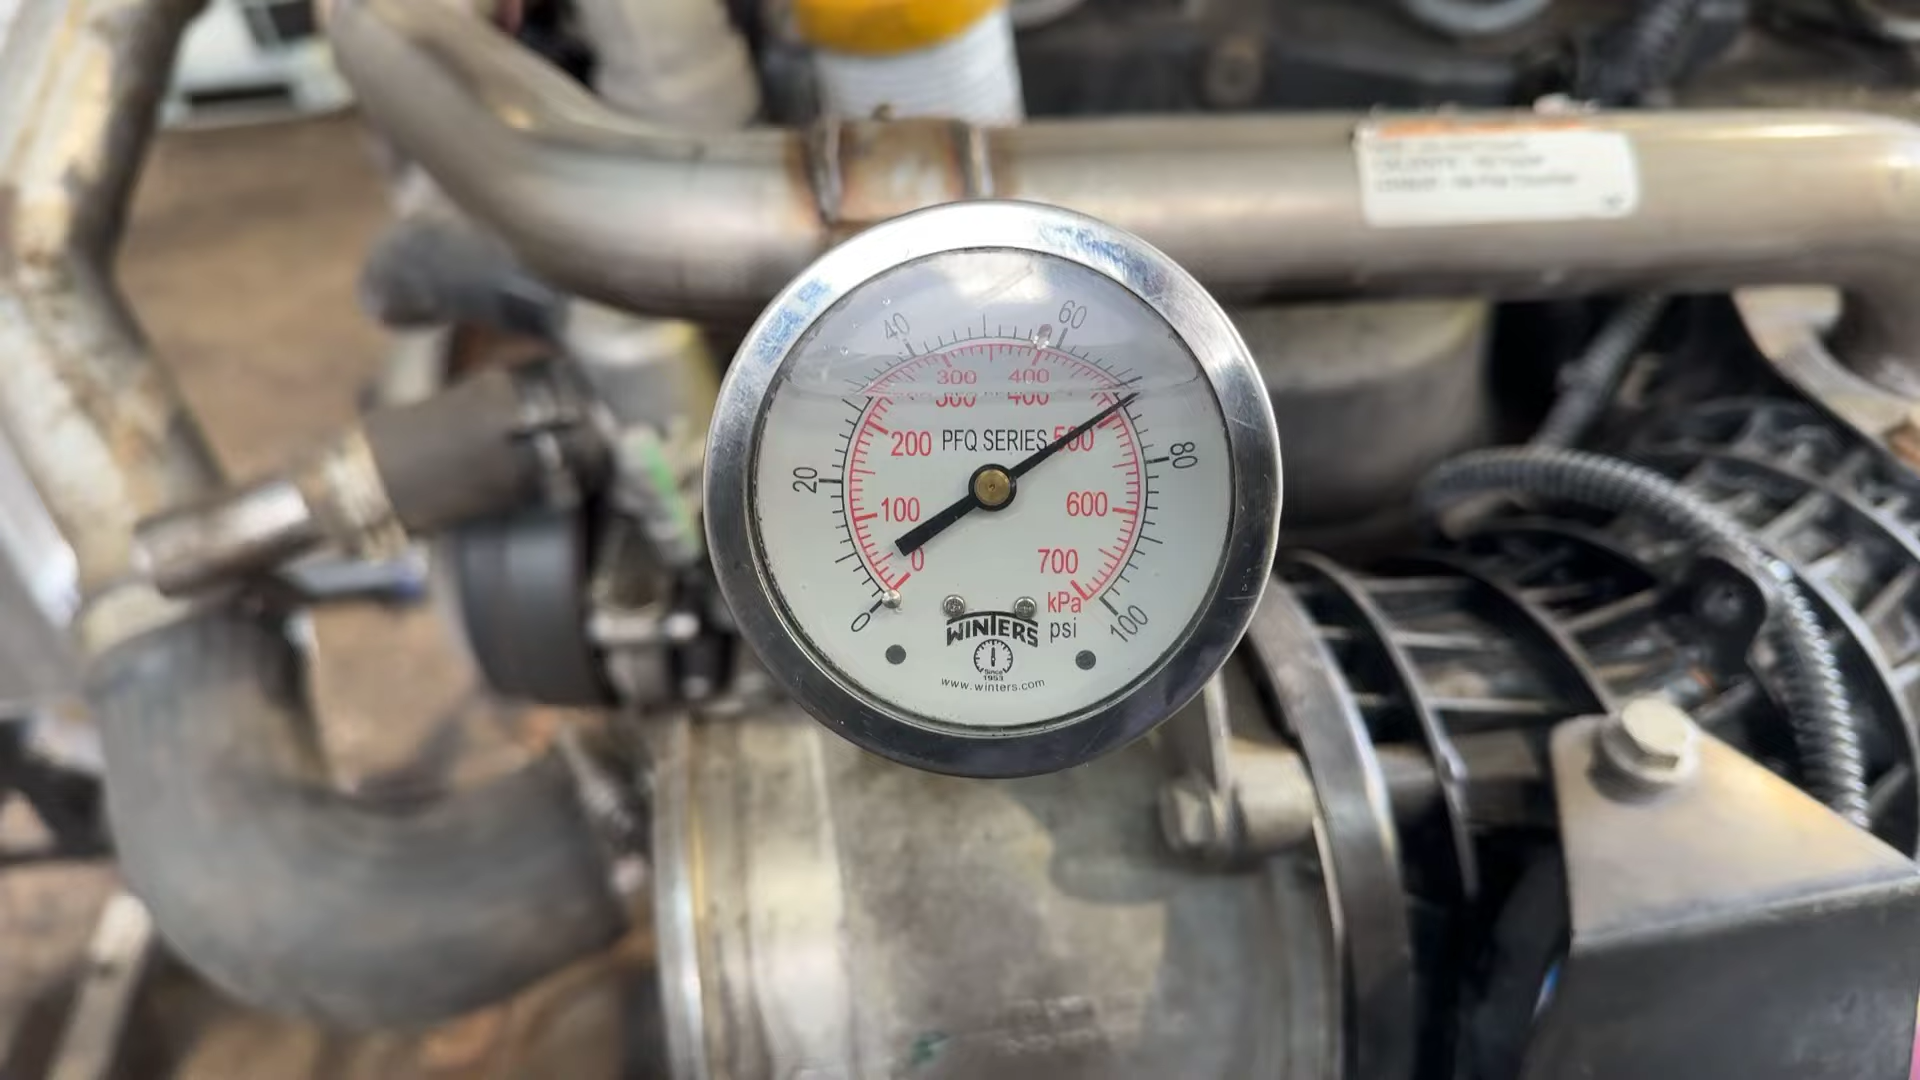 40 60
300 400
300 400
200 PFQ SERIES 500
20 80
100 600
0 700
kPa
0 WINTERS psi 100
Since
1953
www.winters.com